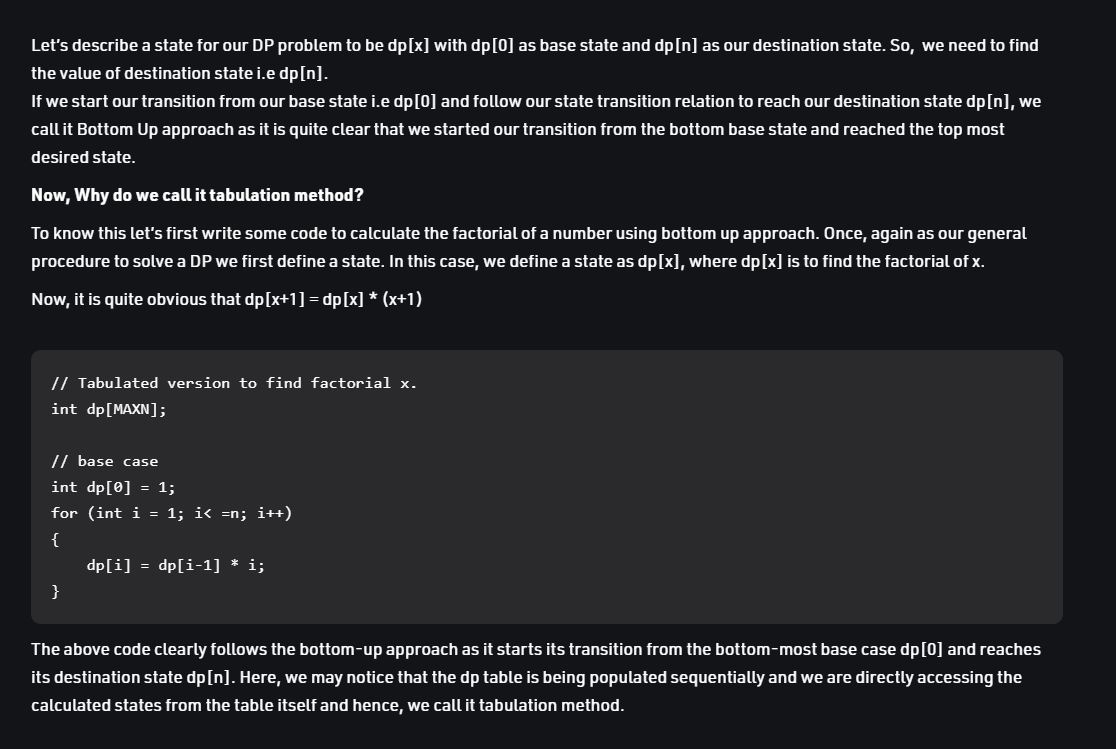 Let's describe a state for our DP problem to be dp[x] with dp[0] as base state and dp[n] as our destination state. So,  we need to find
the value of destination state i.e dp[n].
If we start our transition from our base state i.e dp[0] and follow our state transition relation to reach our destination state dp[n], we
call it Bottom Up approach as it is quite clear that we started our transition from the bottom base state and reached the top most
desired state.
Now, Why do we call it tabulation method?
To know this let's first write some code to calculate the factorial of a number using bottom up approach. Once, again as our general
procedure to solve a DP we first define a state. In this case, we define a state as dp[x], where dp[x] is to find the factorial of x.
Now, it is quite obvious that dp[x+1] = dp[x] * (x+1)
// Tabulated version to find factorial x.
int dp[MAXN];
// base case
int dp[0] = 1;
for (int i = 1; i< =n; i++)
{
    dp[i] = dp[i-1] * i;
}
The above code clearly follows the bottom-up approach as it starts its transition from the bottom-most base case dp[0] and reaches
its destination state dp[n]. Here, we may notice that the dp table is being populated sequentially and we are directly accessing the
calculated states from the table itself and hence, we call it tabulation method.